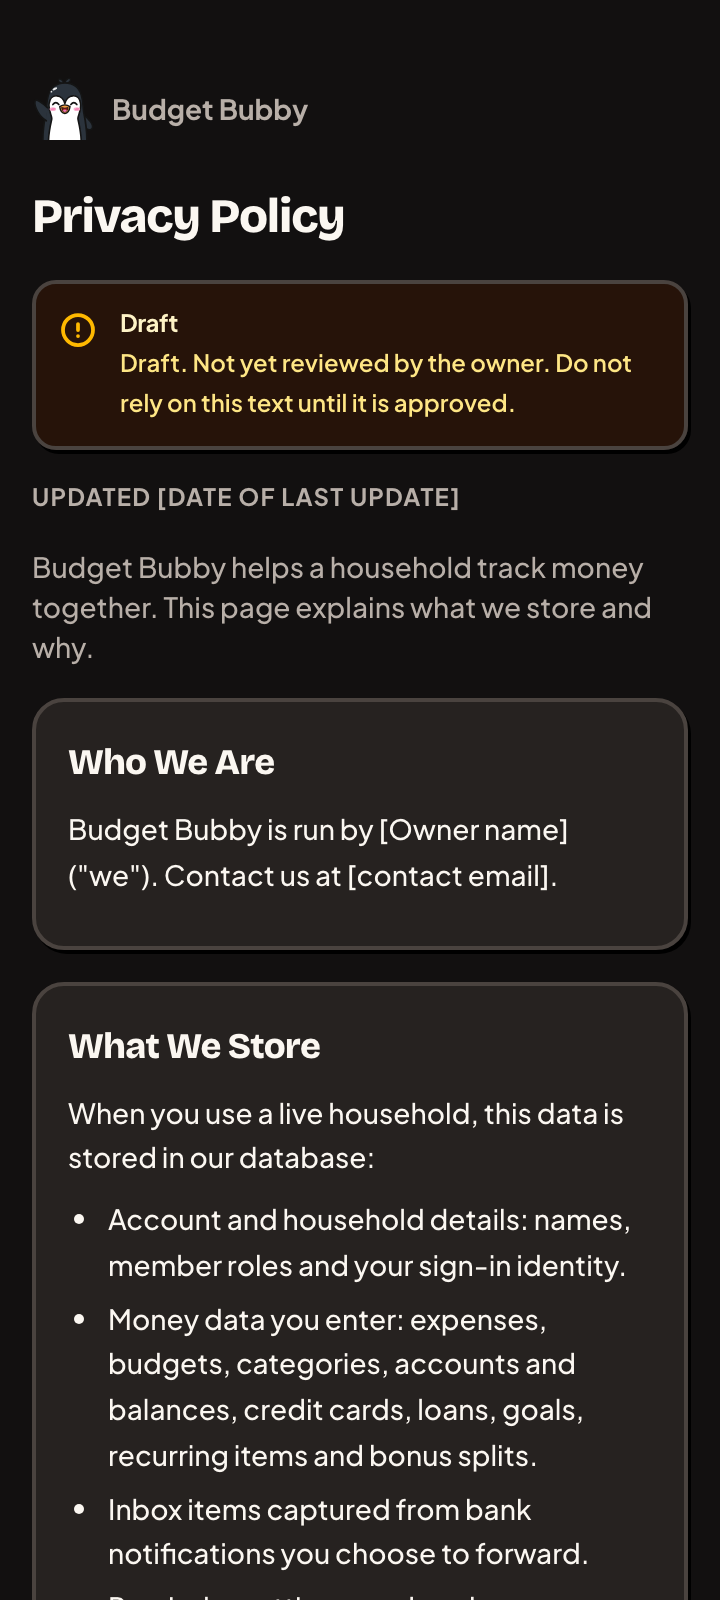 Budget Bubby
Privacy Policy
Draft
Draft. Not yet reviewed by the owner. Do not
rely on this text until it is approved.
UPDATED [DATE OF LAST UPDATE]
Budget Bubby helps a household track money
together. This page explains what we store and
why.
Who We Are
Budget Bubby is run by [Owner name]
("we"). Contact us at [contact email].
What We Store
When you use a live household, this data is
stored in our database:
• Account and household details: names,
member roles and your sign-in identity.
• Money data you enter: expenses,
budgets, categories, accounts and
balances, credit cards, loans, goals,
recurring items and bonus splits.
• Inbox items captured from bank
notifications you choose to forward.